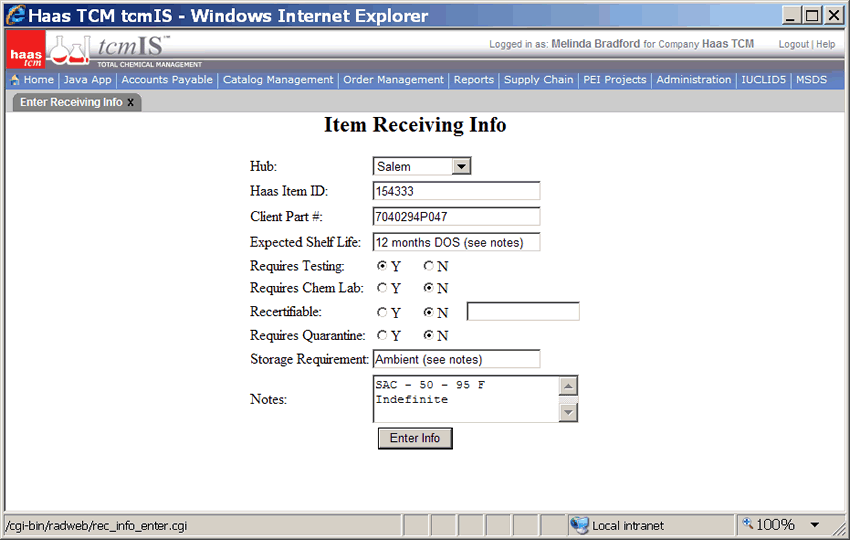 Haas TCM tcmIS - Windows Internet Explorer
haas tcm
tcmIS™
TOTAL CHEMICAL MANAGEMENT
Logged in as: Melinda Bradford for Company Haas TCM
Logout | Help
Home | Java App | Accounts Payable | Catalog Management | Order Management | Reports | Supply Chain | PEI Projects | Administration | IUCLID5 | MSDS
Enter Receiving Info x
Item Receiving Info
Hub: Salem
Haas Item ID: 154333
Client Part #: 7040294P047
Expected Shelf Life: 12 months DOS (see notes)
Requires Testing: Y N
Requires Chem Lab: Y N
Recertifiable: Y N
Requires Quarantine: Y N
Storage Requirement: Ambient (see notes)
Notes: SAC - 50 - 95 F
Indefinite
Enter Info
/cgi-bin/radweb/rec_info_enter.cgi
Local intranet
100%